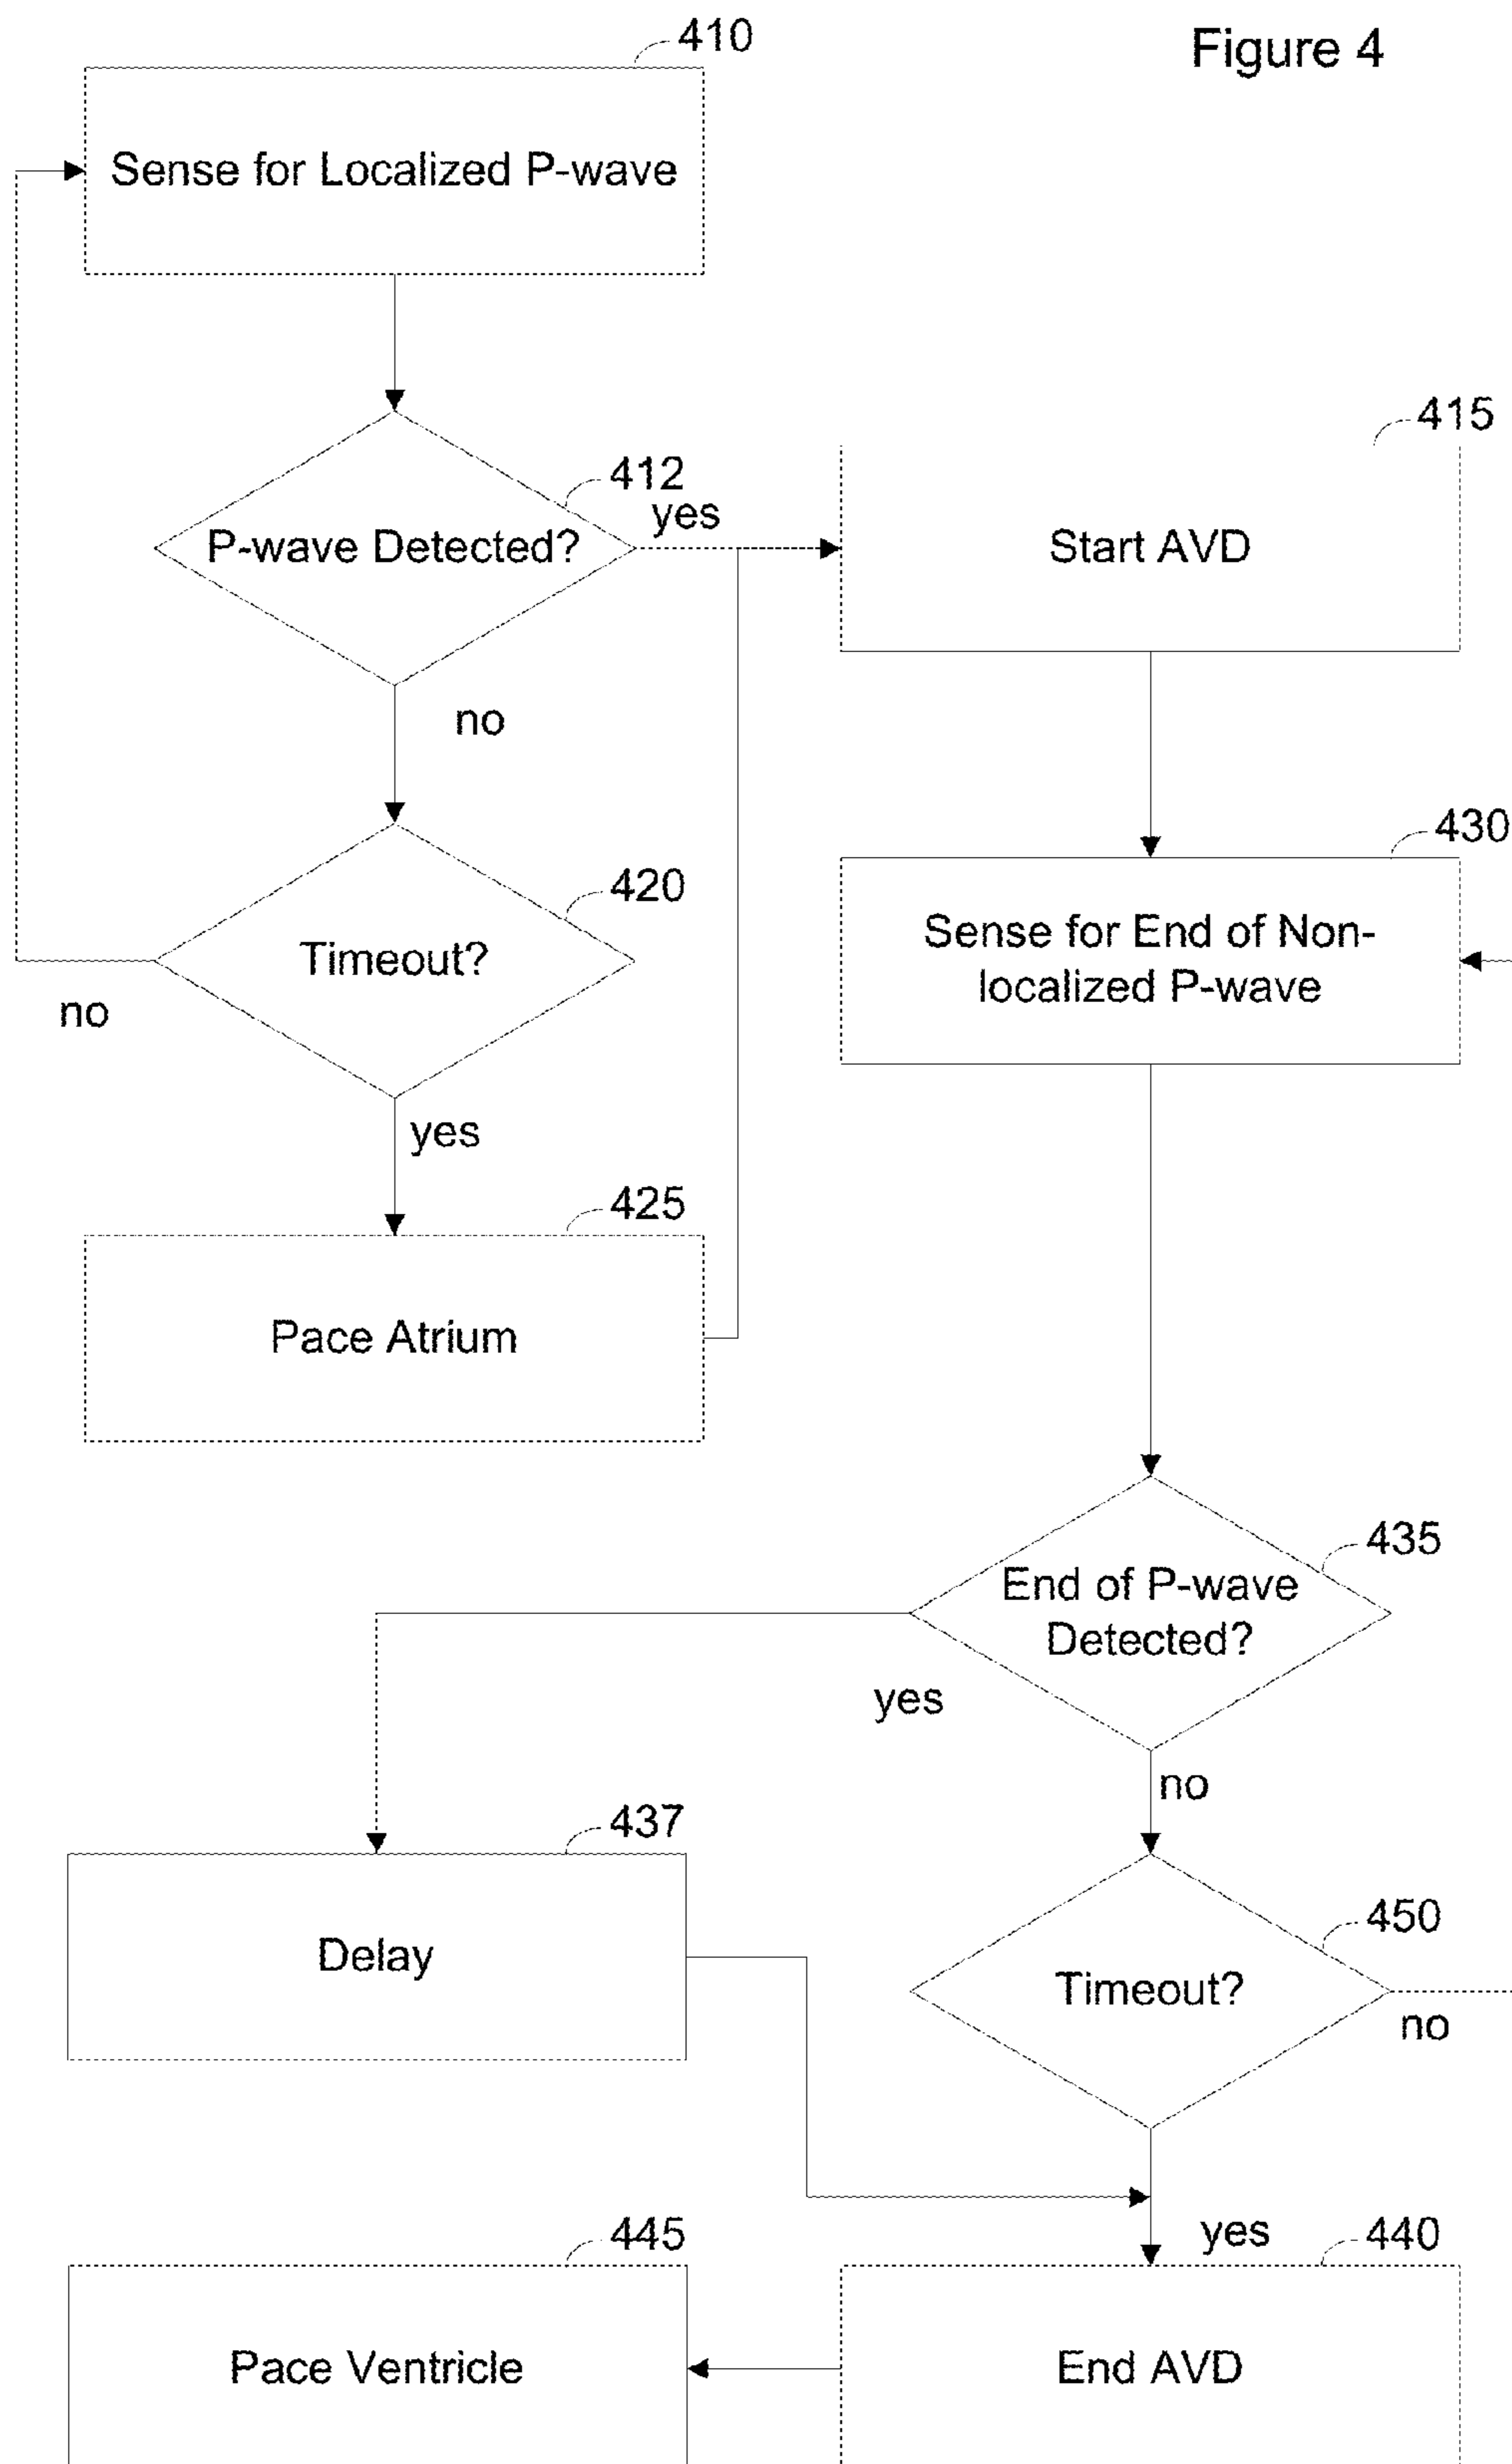 Figure 4
410
Sense for Localized P-wave
412
P-wave Detected?
yes
415
Start AVD
no
420
Timeout?
no
yes
430
Sense for End of Non-
localized P-wave
425
Pace Atrium
435
End of P-wave
Detected?
yes
no
437
Delay
450
Timeout?
no
yes
445
Pace Ventricle
440
End AVD